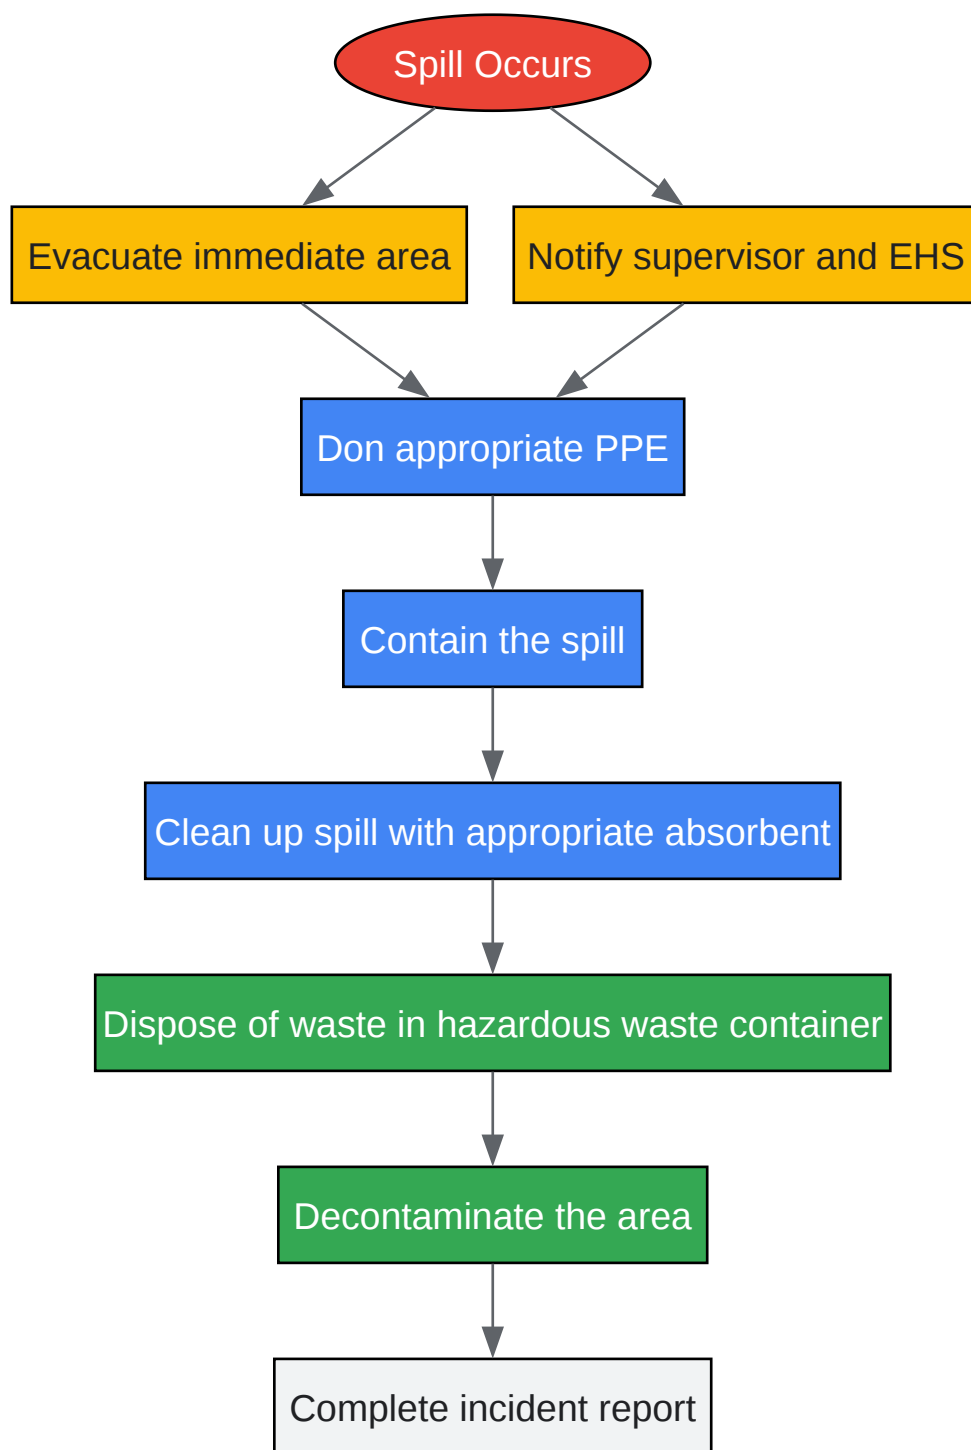 Spill Occurs
Evacuate immediate area
Notify supervisor and EHS
Don appropriate PPE
Contain the spill
Clean up spill with appropriate absorbent
Dispose of waste in hazardous waste container
Decontaminate the area
Complete incident report